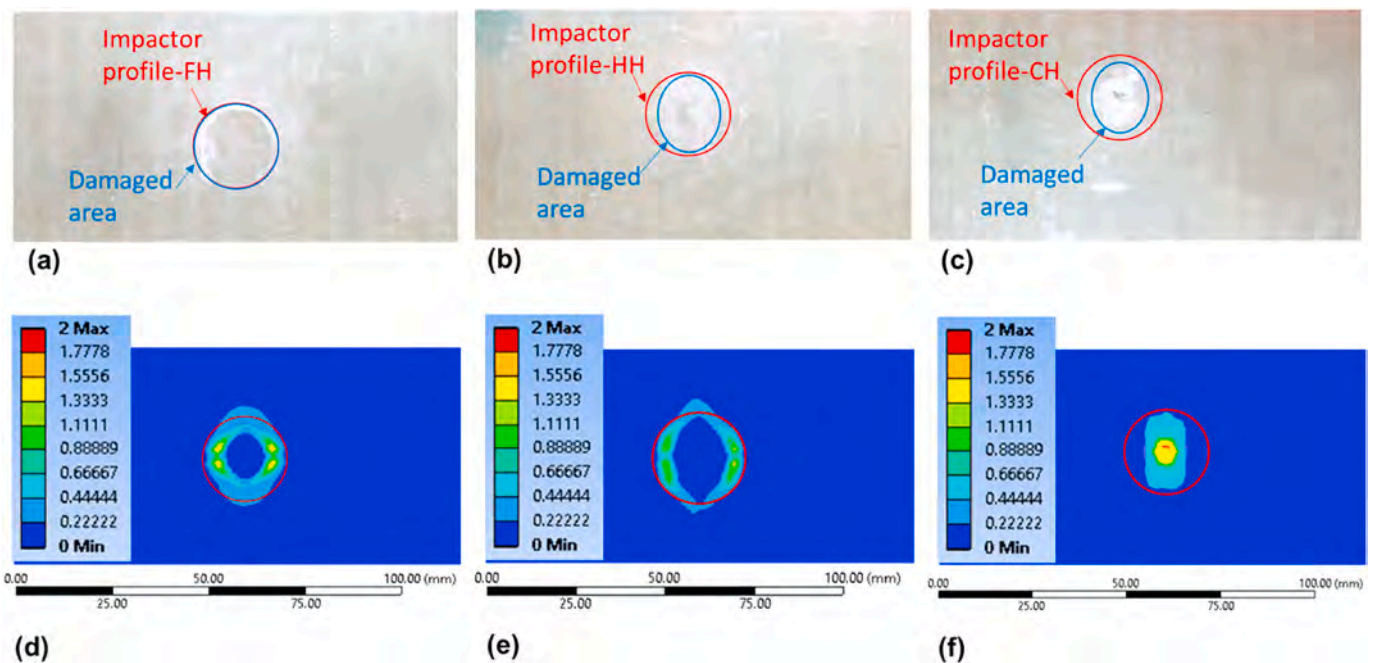 Impactor
profile-FH
Damaged
area
(a)
Impactor
profile-HH
Damaged
area
(b)
Impactor
profile-CH
Damaged
area
(c)
2 Max
1.7778
1.5556
1.3333
1.1111
0.88889
0.66667
0.44444
0.22222
0 Min
0.00 50.00 100.00 (mm)
25.00 75.00
(d)
2 Max
1.7778
1.5556
1.3333
1.1111
0.88889
0.66667
0.44444
0.22222
0 Min
0.00 50.00 100.00 (mm)
25.00 75.00
(e)
2 Max
1.7778
1.5556
1.3333
1.1111
0.88889
0.66667
0.44444
0.22222
0 Min
0.00 50.00 100.00 (mm)
25.00 75.00
(f)